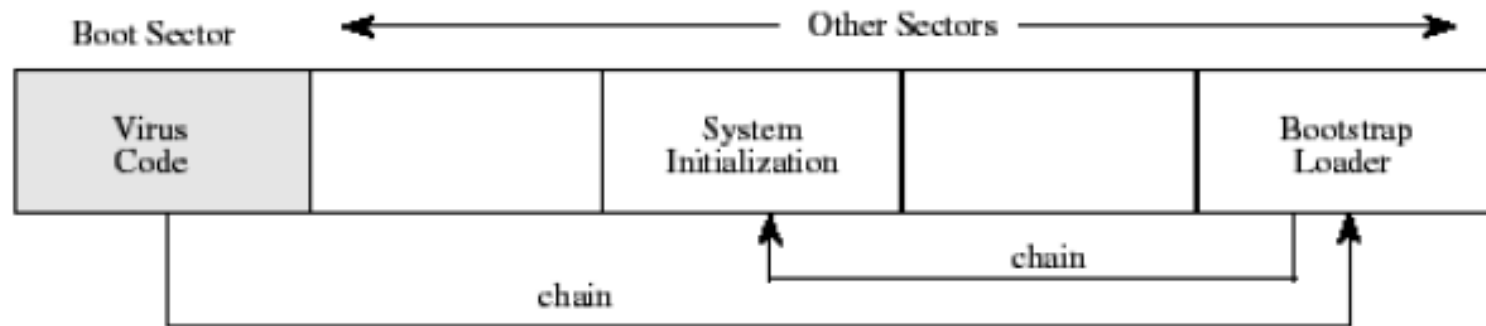 Boot Sector
Other Sectors
Virus
Code
System
Initialization
Bootstrap
Loader
chain
chain